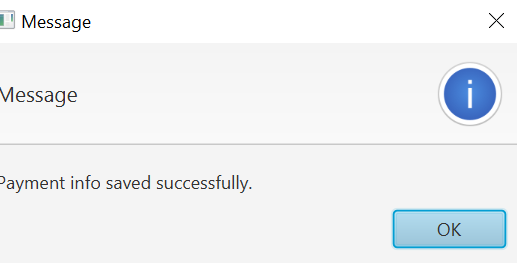 Message
Message
i
Payment info saved successfully.
OK